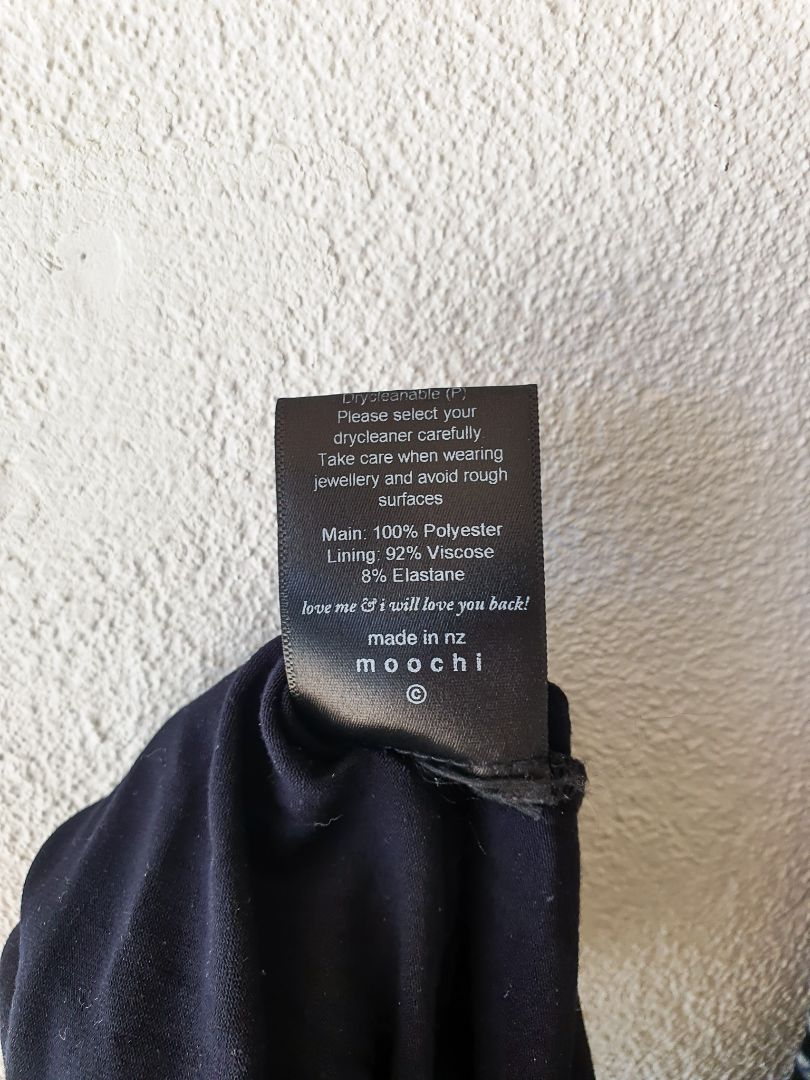 Drycleanable (P)
Please select your
drycleaner carefully
Take care when wearing
jewellery and avoid rough
surfaces
Main: 100% Polyester
Lining: 92% Viscose
8% Elastane
love me & i will love you back!
made in nz
moochi
©